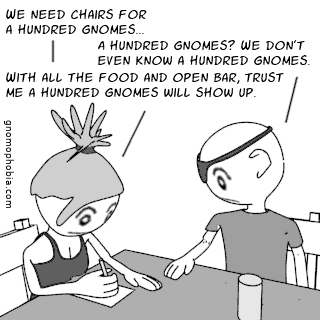 WE NEED CHAIRS FOR
A HUNDRED GNOMES...
A HUNDRED GNOMES? WE DON'T
EVEN KNOW A HUNDRED GNOMES.
WITH ALL THE FOOD AND OPEN BAR, TRUST
ME A HUNDRED GNOMES WILL SHOW UP.
gnomophobia.com